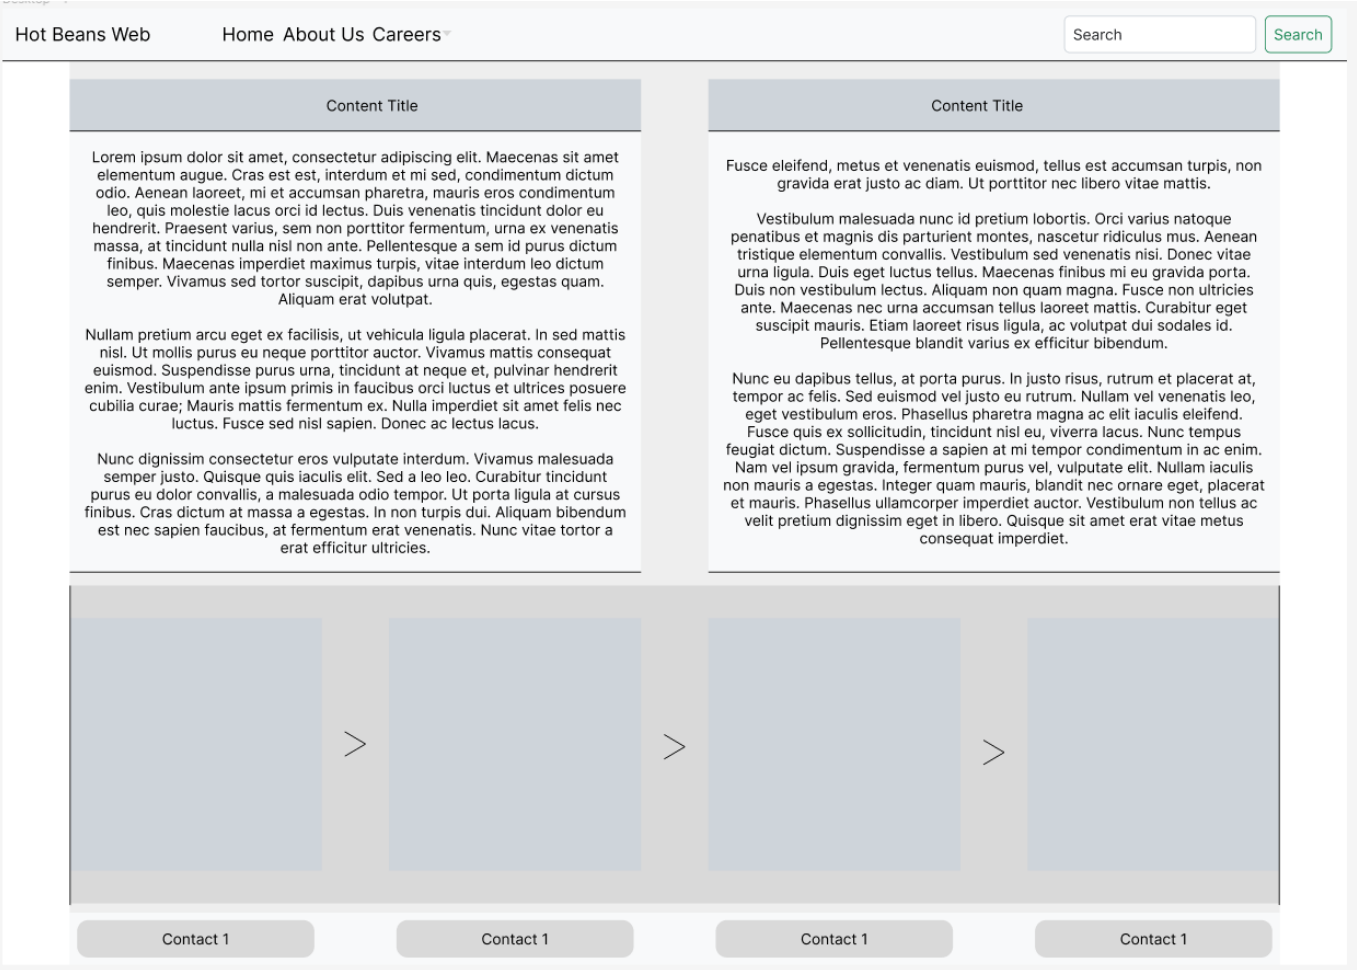 Hot Beans Web
Home About Us Careers
Search
Search
Content Title
Lorem ipsum dolor sit amet, consectetur adipiscing elit. Maecenas sit amet
elementum augue. Cras est est, interdum et mi sed, condimentum dictum
odio. Aenean laoreet, mi et accumsan pharetra, mauris eros condimentum
leo, quis molestie lacus orci id lectus. Duis venenatis tincidunt dolor eu
hendrerit. Praesent varius, sem non porttitor fermentum, urna ex venenatis
massa, at tincidunt nulla nisl non ante. Pellentesque a sem id purus dictum
finibus. Maecenas imperdiet maximus turpis, vitae interdum leo dictum
semper. Vivamus sed tortor suscipit, dapibus urna quis, egestas quam.
Aliquam erat volutpat.
Nullam pretium arcu eget ex facilisis, ut vehicula ligula placerat. In sed mattis
nisl. Ut mollis purus eu neque porttitor auctor. Vivamus mattis consequat
euismod. Suspendisse purus urna, tincidunt at neque et, pulvinar hendrerit
enim. Vestibulum ante ipsum primis in faucibus orci luctus et ultrices posuere
cubilia curae; Mauris mattis fermentum ex. Nulla imperdiet sit amet felis nec
luctus. Fusce sed nisl sapien. Donec ac lectus lacus.
Nunc dignissim consectetur eros vulputate interdum. Vivamus malesuada
semper justo. Quisque quis iaculis elit. Sed a leo leo. Curabitur tincidunt
purus eu dolor convallis, a malesuada odio tempor. Ut porta ligula at cursus
finibus. Cras dictum at massa a egestas. In non turpis dui. Aliquam bibendum
est nec sapien faucibus, at fermentum erat venenatis. Nunc vitae tortor a
erat efficitur ultricies.
Content Title
Fusce eleifend, metus et venenatis euismod, tellus est accumsan turpis, non
gravida erat justo ac diam. Ut porttitor nec libero vitae mattis.
Vestibulum malesuada nunc id pretium lobortis. Orci varius natoque
penatibus et magnis dis parturient montes, nascetur ridiculus mus. Aenean
tristique elementum convallis. Vestibulum sed venenatis nisi. Donec vitae
urna ligula. Duis eget luctus tellus. Maecenas finibus mi eu gravida porta.
Duis non vestibulum lectus. Aliquam non quam magna. Fusce non ultricies
ante. Maecenas nec urna accumsan tellus laoreet mattis. Curabitur eget
suscipit mauris. Etiam laoreet risus ligula, ac volutpat dui sodales id.
Pellentesque blandit varius ex efficitur bibendum.
Nunc eu dapibus tellus, at porta purus. In justo risus, rutrum et placerat at,
tempor ac felis. Sed euismod vel justo eu rutrum. Nullam vel venenatis leo,
eget vestibulum eros. Phasellus pharetra magna ac elit iaculis eleifend.
Fusce quis ex sollicitudin, tincidunt nisl eu, viverra lacus. Nunc tempus
feugiat dictum. Suspendisse a sapien at mi tempor condimentum in ac enim.
Nam vel ipsum gravida, fermentum purus vel, vulputate elit. Nullam iaculis
non mauris a egestas. Integer quam mauris, blandit nec ornare eget, placerat
et mauris. Phasellus ullamcorper imperdiet auctor. Vestibulum non tellus ac
velit pretium dignissim eget in libero. Quisque sit amet erat vitae metus
consequat imperdiet.
> > >
Contact 1
Contact 1
Contact 1
Contact 1